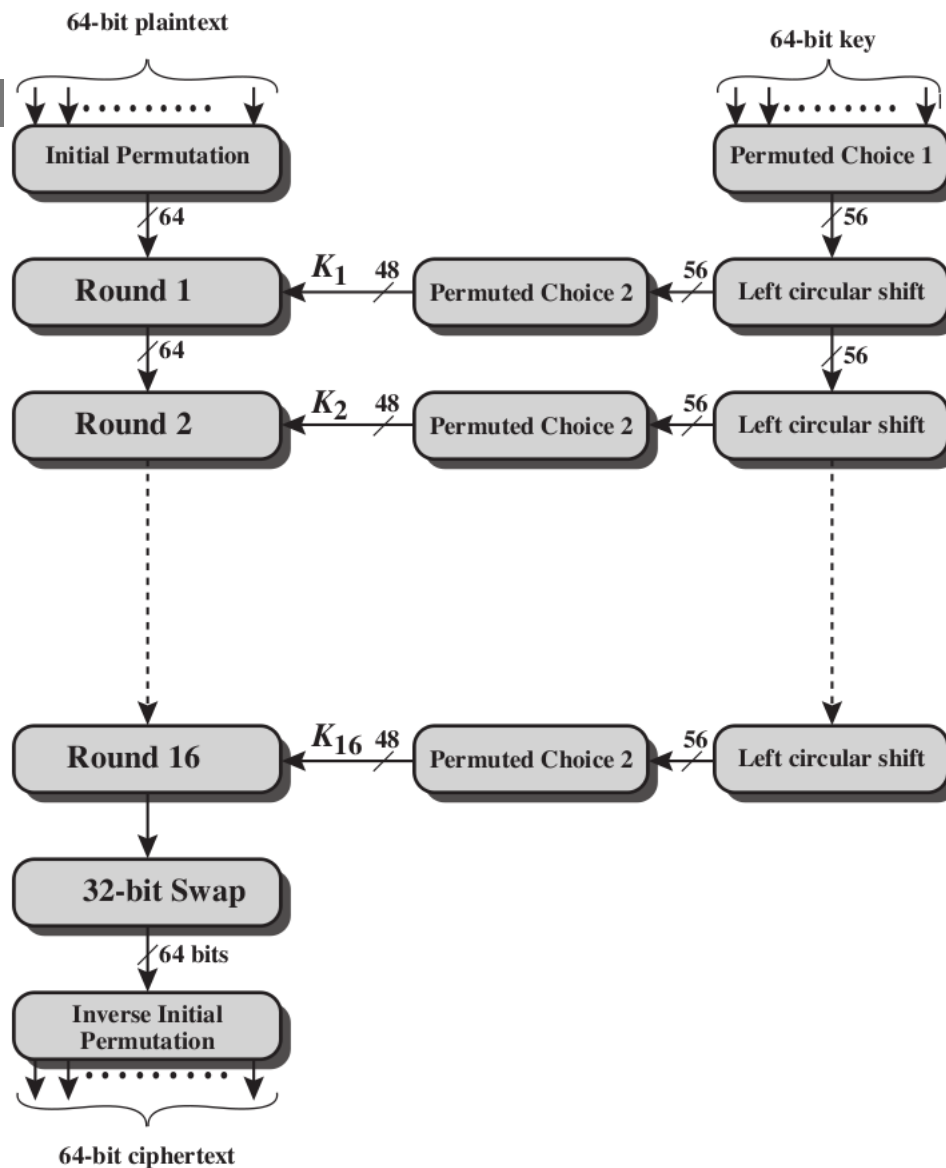 64-bit plaintext
64-bit key
Initial Permutation
Permuted Choice 1
64
56
Round 1
K1
48
Permuted Choice 2
56
Left circular shift
64
56
Round 2
K2
48
Permuted Choice 2
56
Left circular shift
Round 16
K16
48
Permuted Choice 2
56
Left circular shift
32-bit Swap
64 bits
Inverse Initial
Permutation
64-bit ciphertext